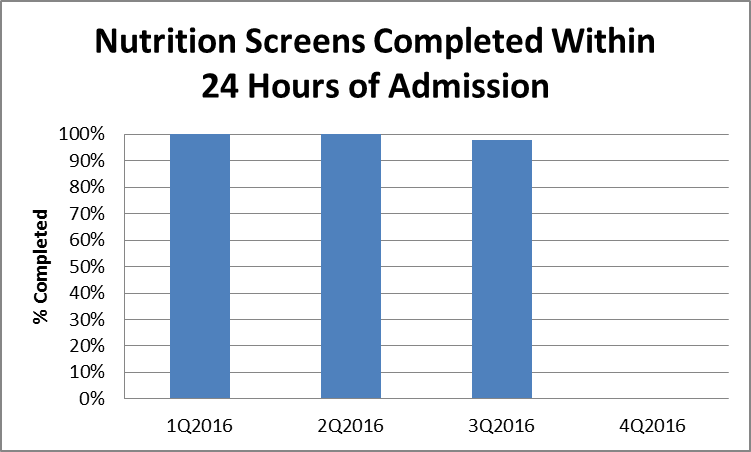 Nutrition Screens Completed Within
24 Hours of Admission
100%
90%
80%
70%
60%
50%
40%
30%
20%
10%
0%
% Completed
1Q2016 2Q2016 3Q2016 4Q2016